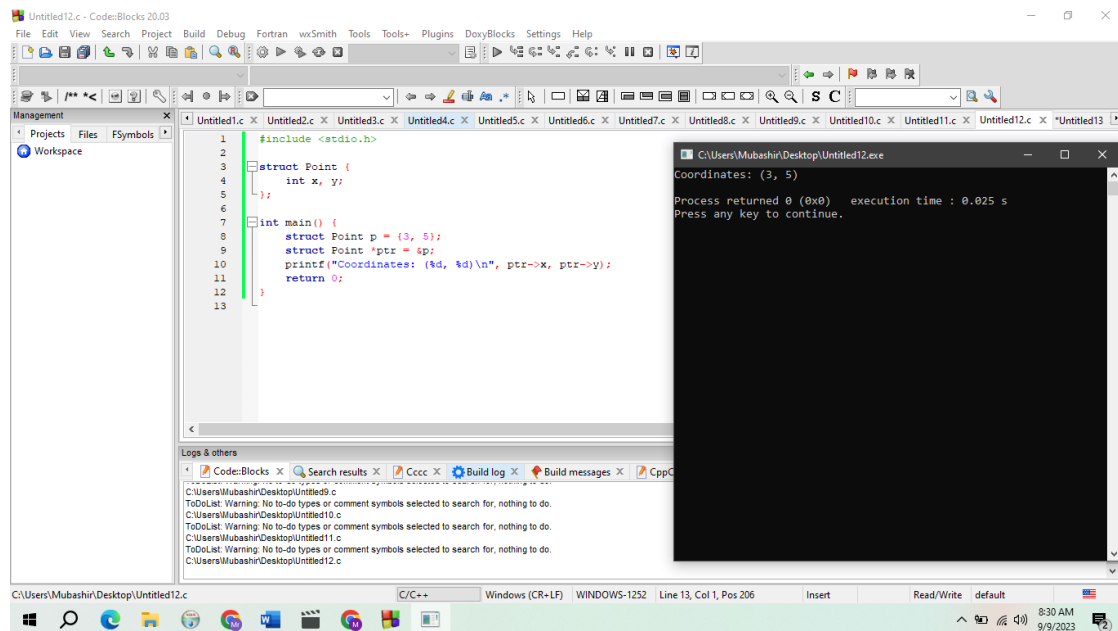 Untitled12.c - Code::Blocks 20.03
File Edit View Search Project Build Debug Fortran wxSmith Tools Tools+ Plugins DoxyBlocks Settings Help
/** *<
S C
Management
Projects Files FSymbols
Workspace
Untitled1.c Untitled2.c Untitled3.c Untitled4.c Untitled5.c Untitled6.c Untitled7.c Untitled8.c Untitled9.c Untitled10.c Untitled11.c Untitled12.c *Untitled13
1 #include <stdio.h>
2
3 struct Point {
4 int x, y;
5 };
6
7 int main() {
8 struct Point p = {3, 5};
9 struct Point *ptr = &p;
10 printf("Coordinates: (%d, %d)\n", ptr->x, ptr->y);
11 return 0;
12 }
13
C:\Users\Mubashir\Desktop\Untitled12.exe
Coordinates: (3, 5)
Process returned 0 (0x0) execution time : 0.025 s
Press any key to continue.
Logs & others
Code::Blocks Search results Cccc Build log Build messages CppC
C:\Users\Mubashir\Desktop\Untitled9.c
ToDoList: Warning: No to-do types or comment symbols selected to search for, nothing to do.
C:\Users\Mubashir\Desktop\Untitled10.c
ToDoList: Warning: No to-do types or comment symbols selected to search for, nothing to do.
C:\Users\Mubashir\Desktop\Untitled11.c
ToDoList: Warning: No to-do types or comment symbols selected to search for, nothing to do.
C:\Users\Mubashir\Desktop\Untitled12.c
C:\Users\Mubashir\Desktop\Untitled12.c C/C++ Windows (CR+LF) WINDOWS-1252 Line 13, Col 1, Pos 206 Insert Read/Write default
8:30 AM
9/9/2023